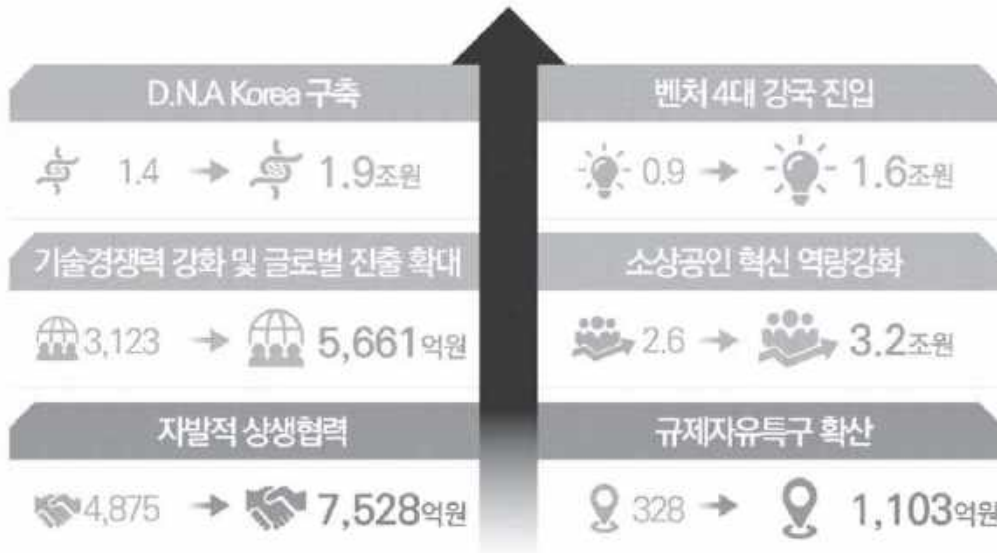 D.N.A Korea 구축
1.4 → 1.9조원
벤처 4대 강국 진입
0.9 → 1.6조원
기술경쟁력 강화 및 글로벌 진출 확대
3,123 → 5,661억원
소상공인 혁신 역량강화
2.6 → 3.2조원
자발적 상생협력
4,875 → 7,528억원
규제자유특구 확산
328 → 1,103억원